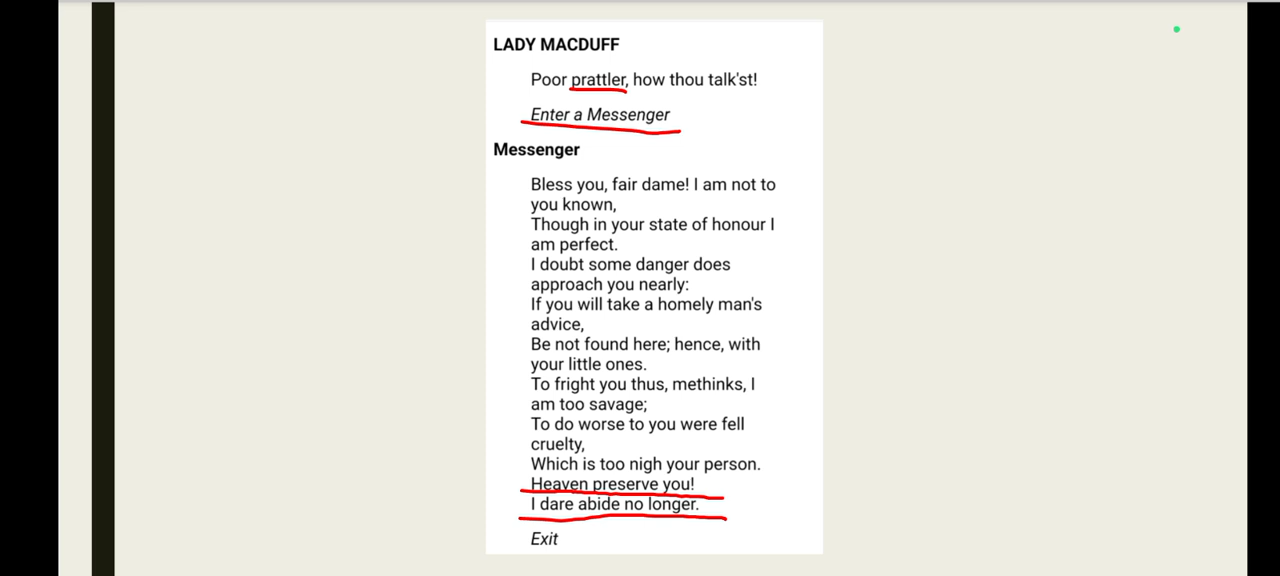 LADY MACDUFF
Poor prattler, how thou talk'st!
Enter a Messenger
Messenger
Bless you, fair dame! I am not to
you known,
Though in your state of honour I
am perfect.
I doubt some danger does
approach you nearly:
If you will take a homely man's
advice,
Be not found here; hence, with
your little ones.
To fright you thus, methinks, I
am too savage;
To do worse to you were fell
cruelty,
Which is too nigh your person.
Heaven preserve you!
I dare abide no longer.
Exit